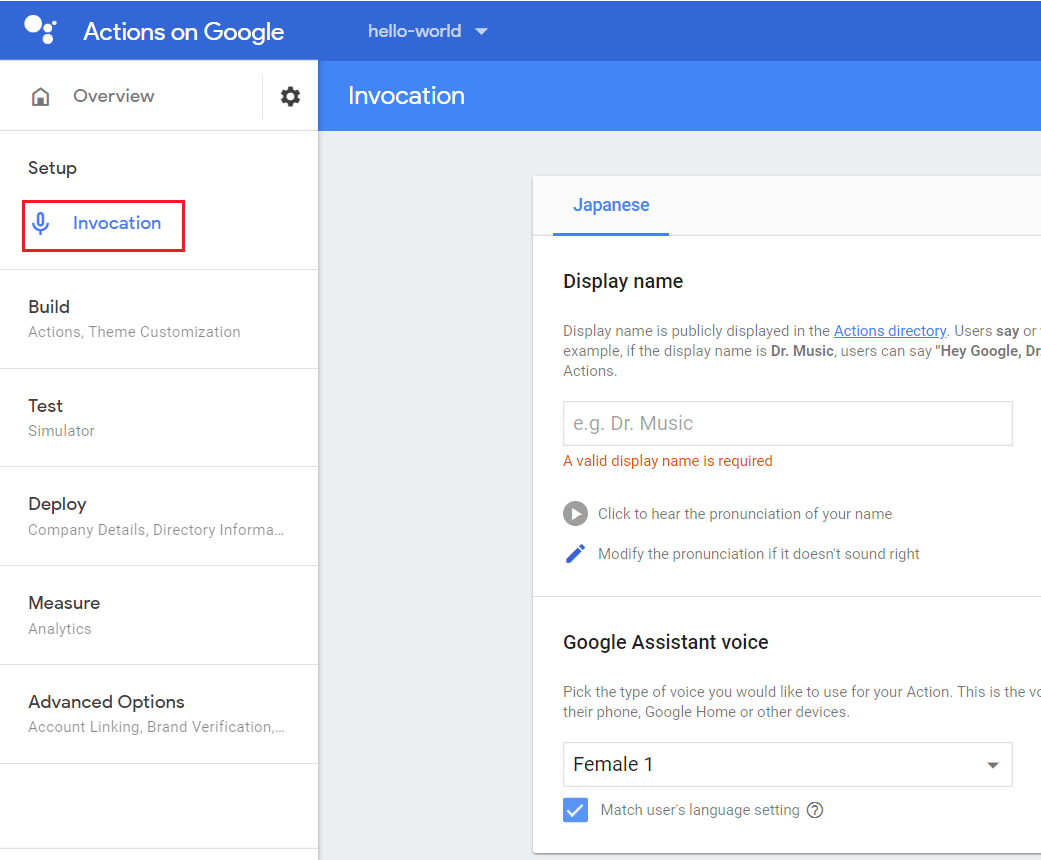 Actions on Google
hello-world
Overview
Invocation
Setup
Invocation
Build
Actions, Theme Customization
Test
Simulator
Deploy
Company Details, Directory Informa...
Measure
Analytics
Advanced Options
Account Linking, Brand Verification,...
Japanese
Display name
Display name is publicly displayed in the Actions directory. Users say or
example, if the display name is Dr. Music, users can say "Hey Google, Dr.
Actions.
e.g. Dr. Music
A valid display name is required
Click to hear the pronunciation of your name
Modify the pronunciation if it doesn't sound right
Google Assistant voice
Pick the type of voice you would like to use for your Action. This is the
their phone, Google Home or other devices.
Female 1
Match user's language setting ?